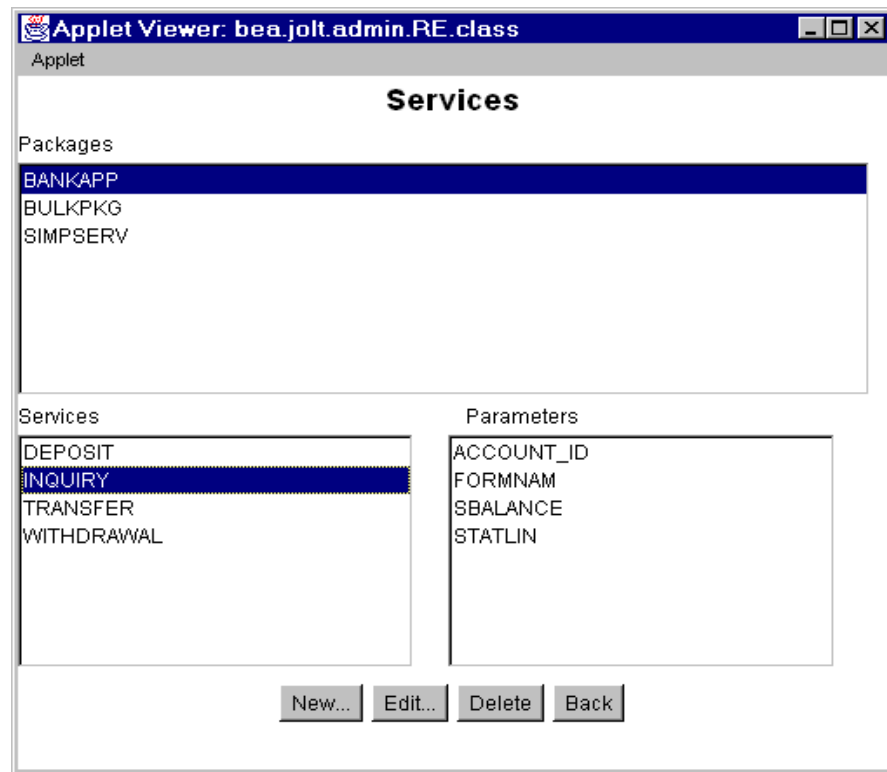 Applet Viewer: bea.jolt.admin.RE.class
Applet
Services
Packages
BANKAPP
BULKPKG
SIMPSERV
Services
DEPOSIT
INQUIRY
TRANSFER
WITHDRAWAL
Parameters
ACCOUNT_ID
FORMNAM
SBALANCE
STATLIN
New... Edit... Delete Back